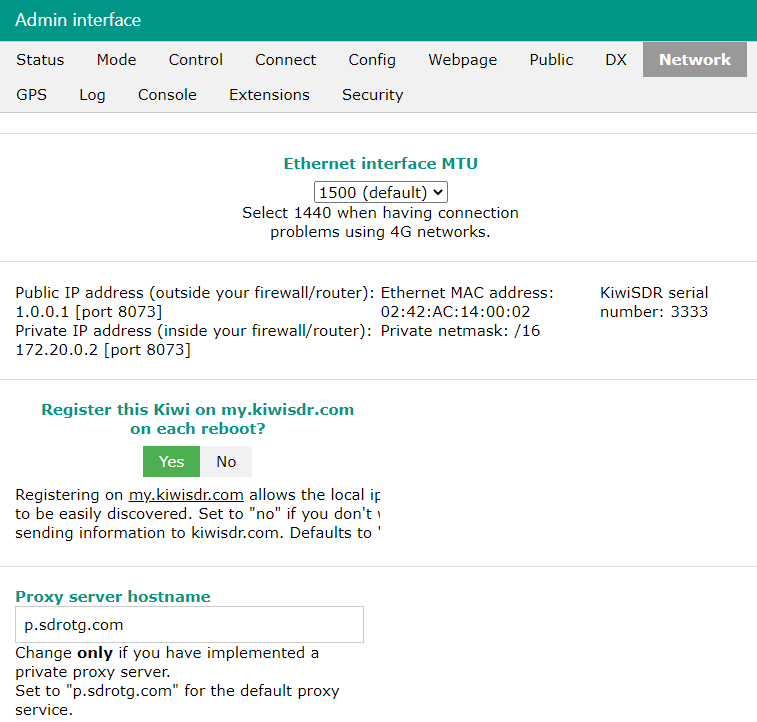 Admin interface
Status Mode Control Connect Config Webpage Public DX Network
GPS Log Console Extensions Security
Ethernet interface MTU
1500 (default)
Select 1440 when having connection
problems using 4G networks.
Public IP address (outside your firewall/router): Ethernet MAC address: KiwiSDR serial
1.0.0.1 [port 8073] 02:42:AC:14:00:02 number: 3333
Private IP address (inside your firewall/router): Private netmask: /16
172.20.0.2 [port 8073]
Register this Kiwi on my.kiwisdr.com
on each reboot?
Yes No
Registering on my.kiwisdr.com allows the local ip
to be easily discovered. Set to "no" if you don't
sending information to kiwisdr.com. Defaults to '
Proxy server hostname
p.sdrotg.com
Change only if you have implemented a
private proxy server.
Set to "p.sdrotg.com" for the default proxy
service.